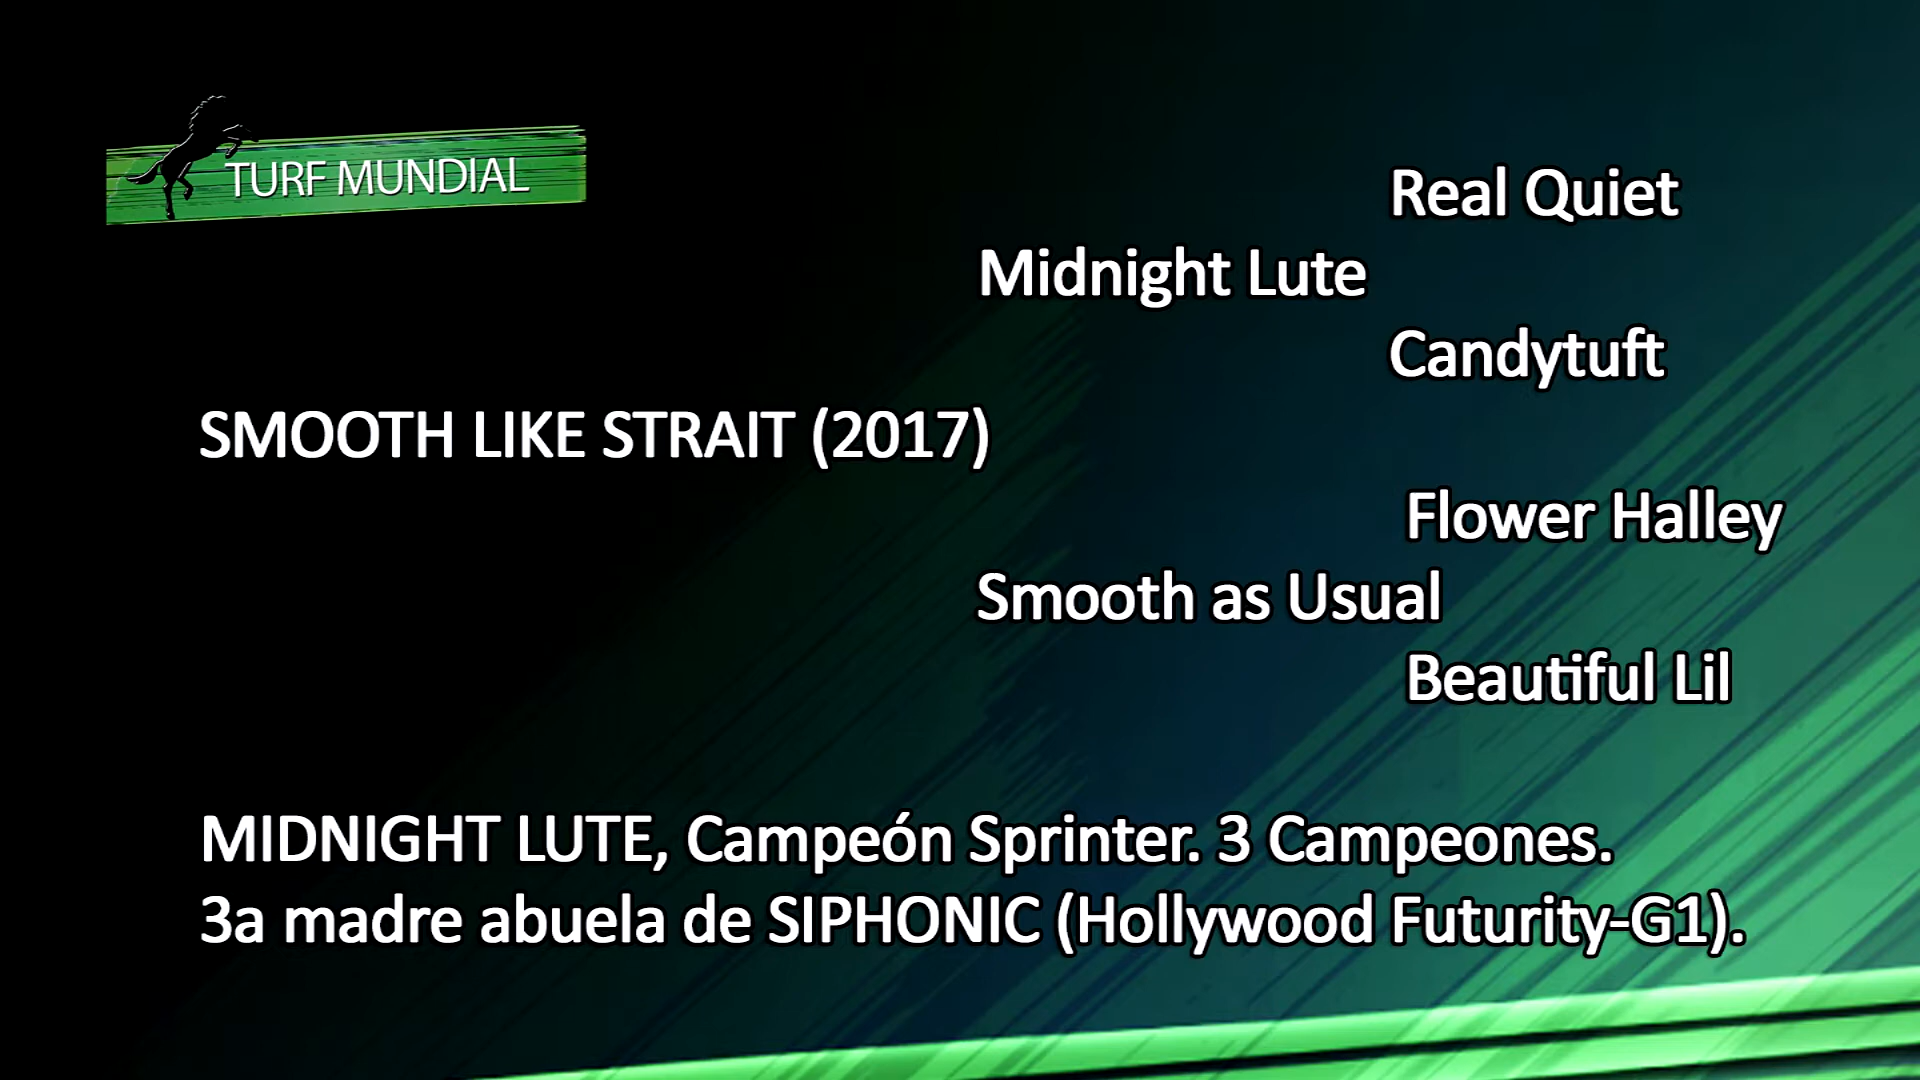 TURF MUNDIAL
Real Quiet
Midnight Lute
Candytuft
SMOOTH LIKE STRAIT (2017)
Flower Halley
Smooth as Usual
Beautiful Lil
MIDNIGHT LUTE, Campeón Sprinter. 3 Campeones.
3a madre abuela de SIPHONIC (Hollywood Futurity-G1).